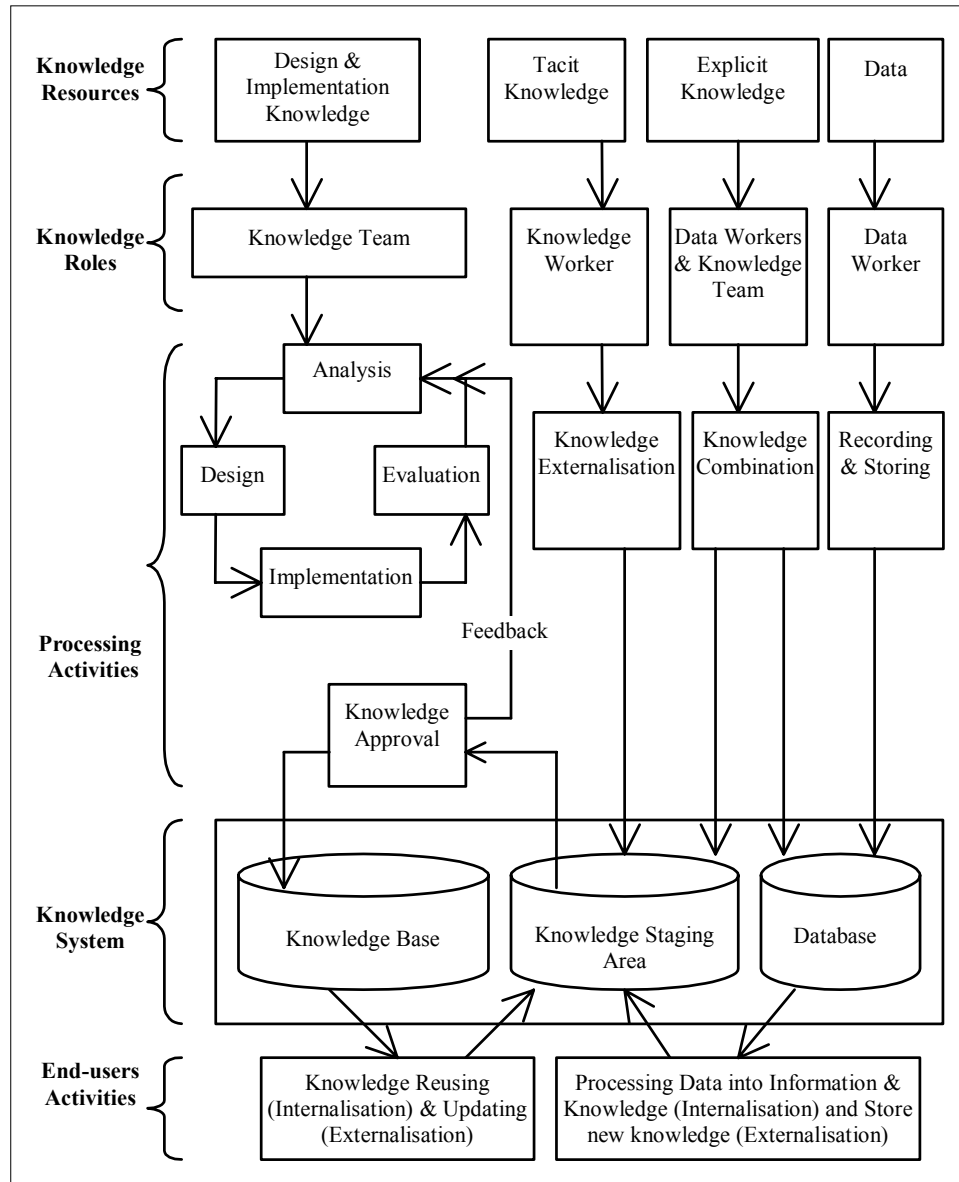 Knowledge
Resources
Design &
Implementation
Knowledge
Tacit
Knowledge
Explicit
Knowledge
Data
Knowledge
Roles
Knowledge Team
Knowledge
Worker
Data Workers
& Knowledge
Team
Data
Worker
Processing
Activities
Analysis
Design
Evaluation
Implementation
Knowledge
Externalisation
Knowledge
Combination
Recording
& Storing
Feedback
Knowledge
Approval
Knowledge
System
Knowledge Base
Knowledge Staging
Area
Database
End-users
Activities
Knowledge Reusing
(Internalisation) & Updating
(Externalisation)
Processing Data into Information &
Knowledge (Internalisation) and Store
new knowledge (Externalisation)